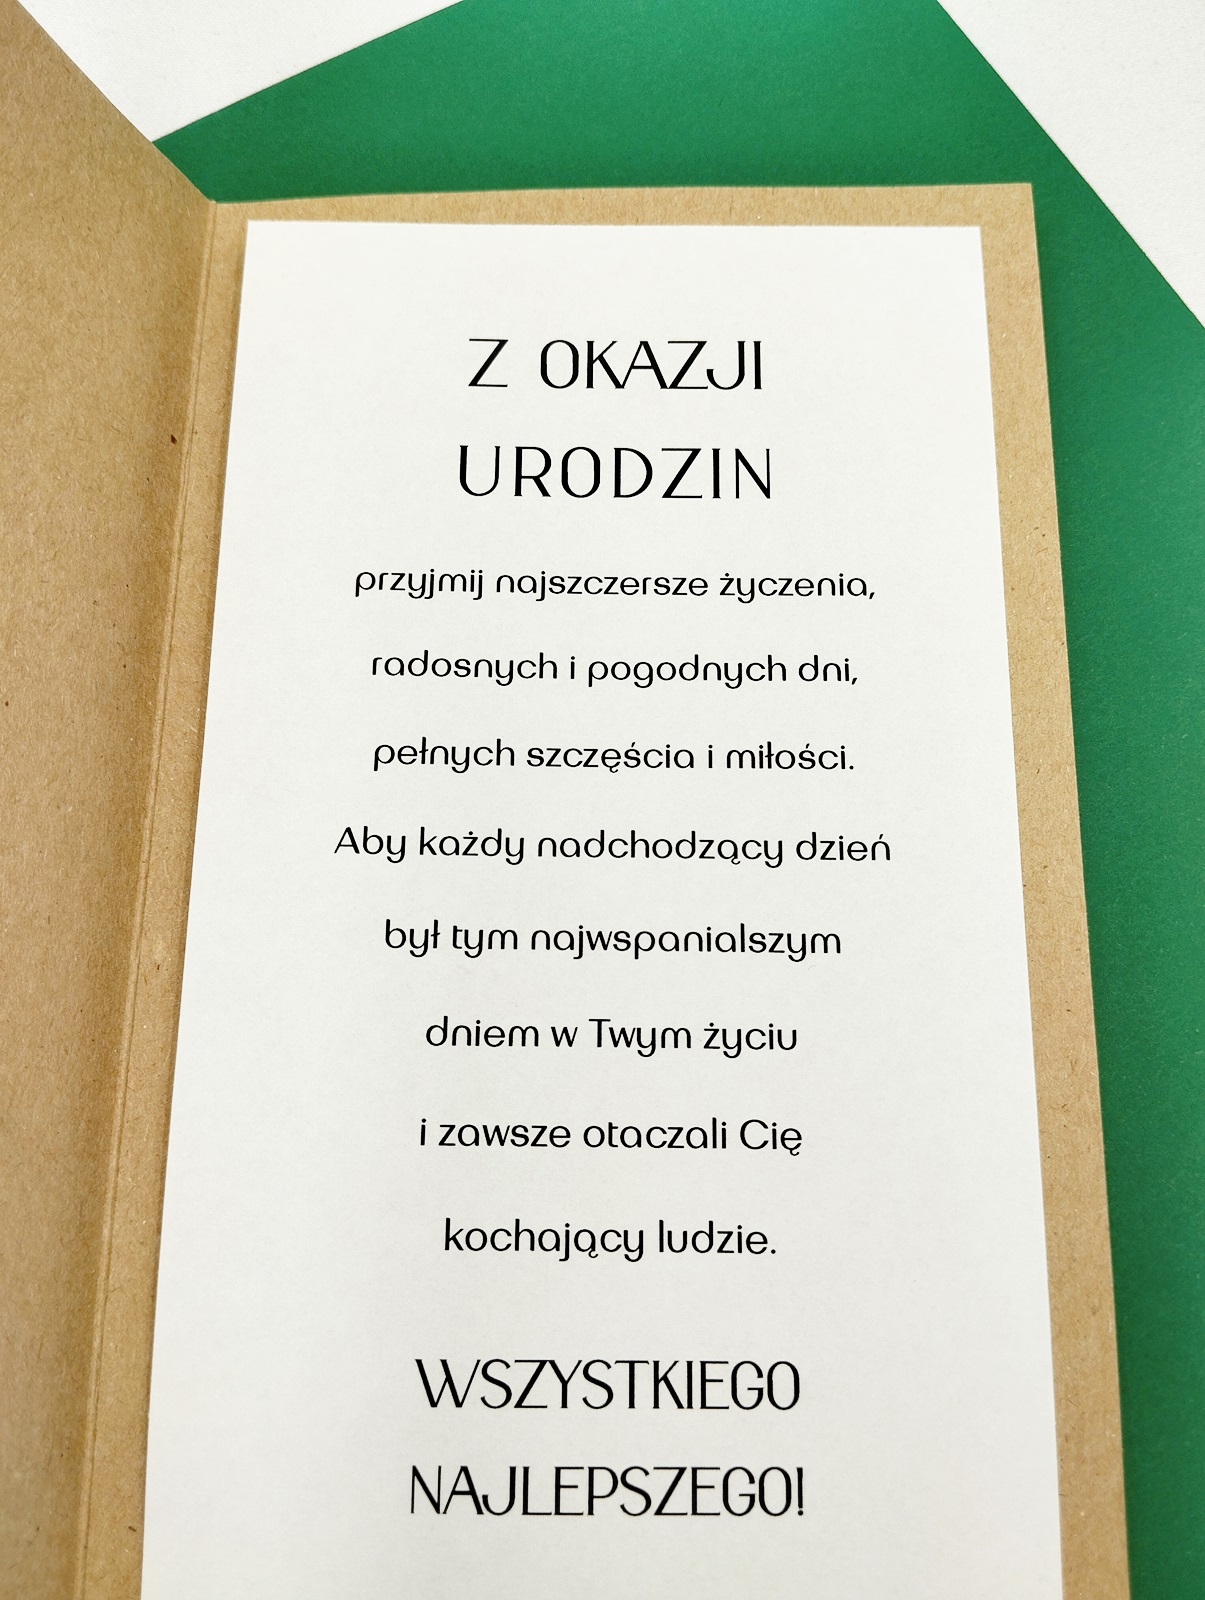 Z OKAZJI
URODZIN
przyjmij najszczersze życzenia,
radosnych i pogodnych dni,
pełnych szczęścia i miłości.
Aby każdy nadchodzący dzień
był tym najwspanialszym
dniem w Twym życiu
i zawsze otaczali Cię
kochający ludzie.
WSZYSTKIEGO
NAJLEPSZEGO!